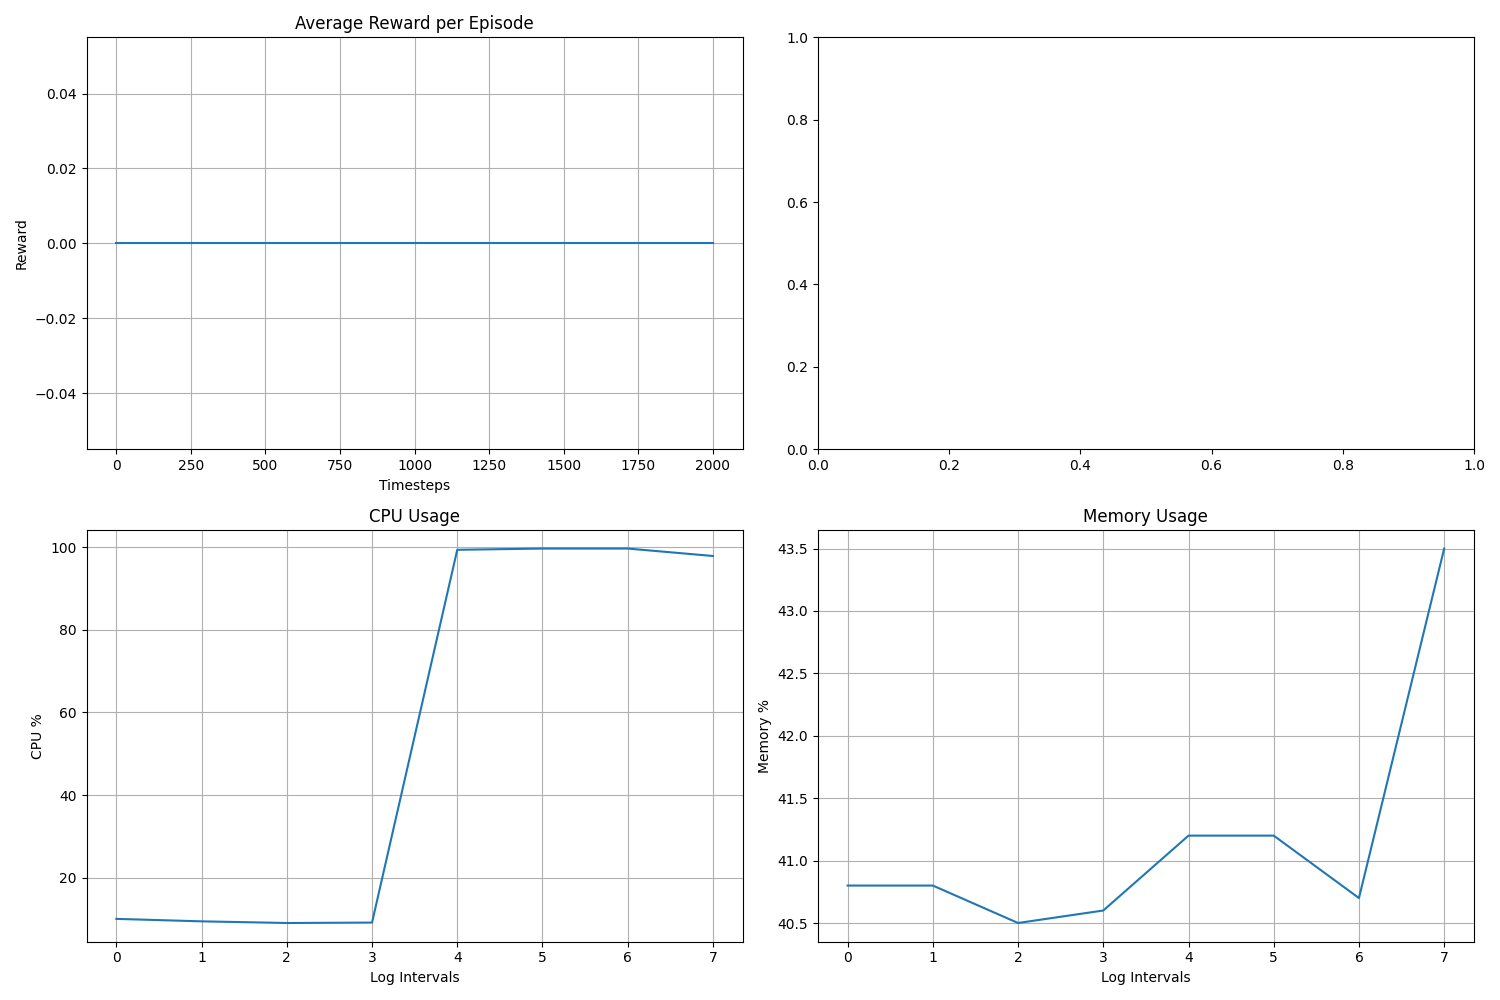 Average Reward per Episode
Reward
0.04
0.02
0.00
−0.02
−0.04
0 250 500 750 1000 1250 1500 1750 2000
Timesteps
1.0
0.8
0.6
0.4
0.2
0.0
0.0 0.2 0.4 0.6 0.8 1.0
CPU Usage
CPU %
100
80
60
40
20
0 1 2 3 4 5 6 7
Log Intervals
Memory Usage
Memory %
43.5
43.0
42.5
42.0
41.5
41.0
40.5
0 1 2 3 4 5 6 7
Log Intervals